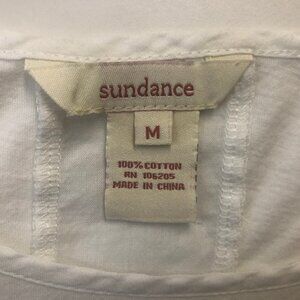 sundance
M
100% COTTON
RN 106205
MADE IN CHINA